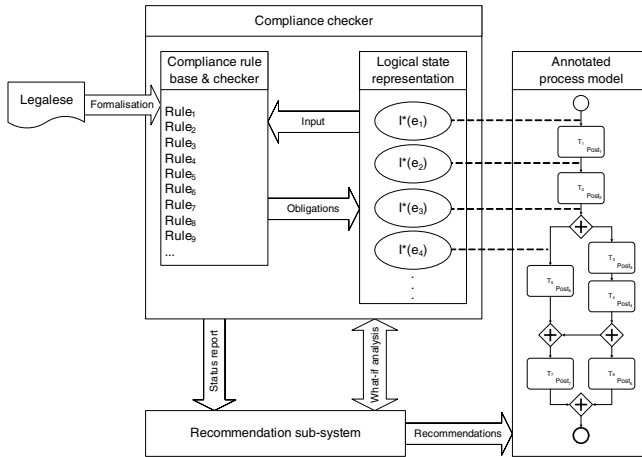 Compliance checker
Compliance rule
base & checker
Logical state
representation
Annotated
process model
Legalese
Formalisation
Rule1
Rule2
Rule3
Rule4
Rule5
Rule6
Rule7
Rule8
Rule9
...
Input
Obligations
I*(e1)
I*(e2)
I*(e3)
I*(e4)
.
.
.
T1
Post1
T2
Post2
T3
Post3
T4
Post4
T5
Post5
T7
Post7
T6
Post6
Status report
What-if analysis
Recommendation sub-system
Recommendations